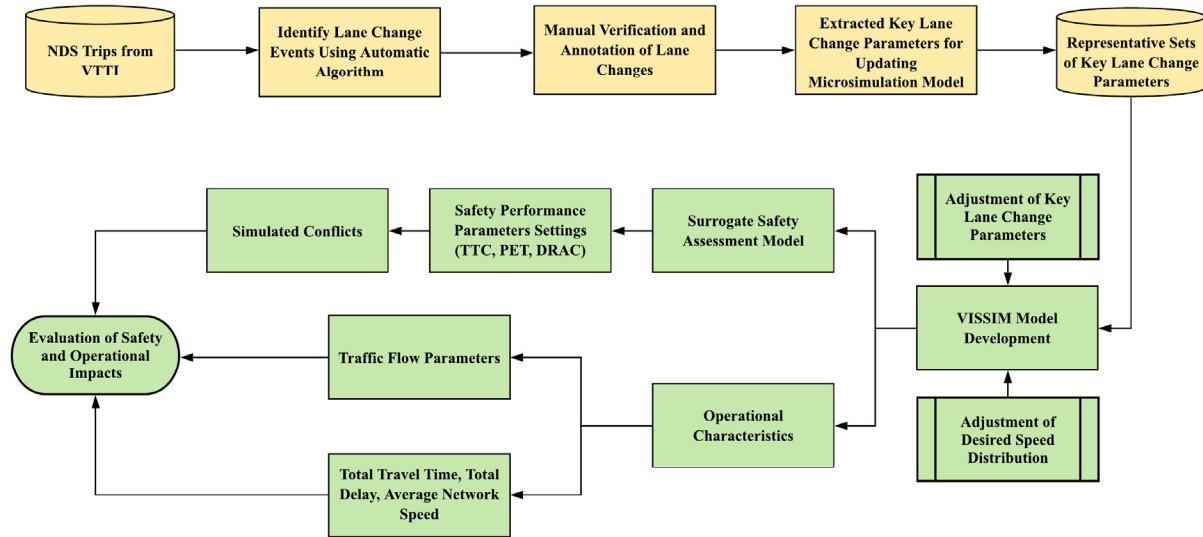 NDS Trips from
VTTI
Identify Lane Change
Events Using Automatic
Algorithm
Manual Verification and
Annotation of Lane
Changes
Extracted Key Lane
Change Parameters for
Updating
Microsimulation Model
Representative Sets
of Key Lane Change
Parameters
Simulated Conflicts
Safety Performance
Parameters Settings
(TTC, PET, DRAC)
Surrogate Safety
Assessment Model
Adjustment of Key
Lane Change
Parameters
Evaluation of Safety
and Operational
Impacts
Traffic Flow Parameters
VISSIM Model
Development
Operational
Characteristics
Adjustment of
Desired Speed
Distribution
Total Travel Time, Total
Delay, Average Network
Speed